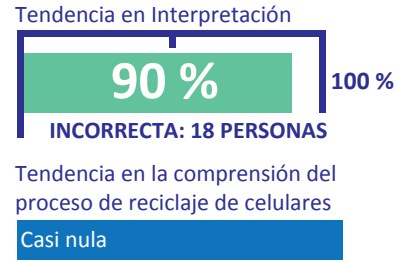 Tendencia en Interpretación
90 %
100 %
INCORRECTA: 18 PERSONAS
Tendencia en la comprensión del
proceso de reciclaje de celulares
Casi nula